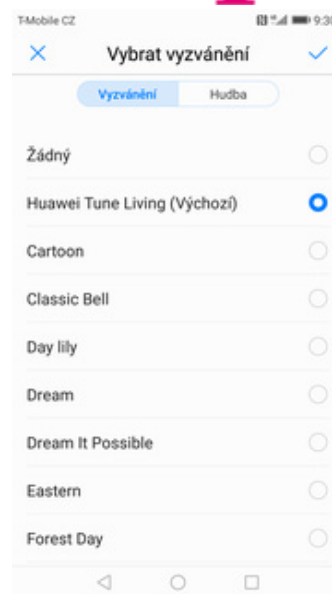 T-Mobile CZ 9:30
Vybrat vyzvánění
Vyzvánění Hudba
Žádný
Huawei Tune Living (Výchozí)
Cartoon
Classic Bell
Day lily
Dream
Dream It Possible
Eastern
Forest Day